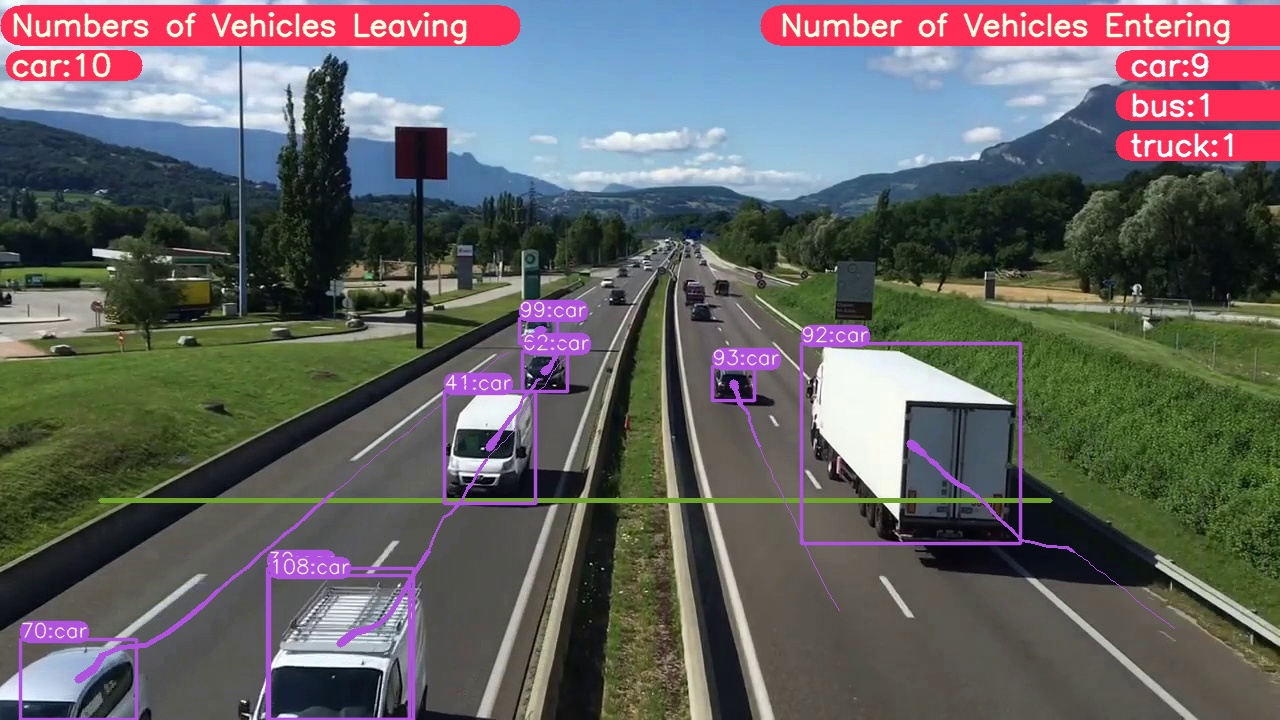 Numbers of Vehicles Leaving
Number of Vehicles Entering
car:10
car:9
bus:1
truck:1
99:car
62:car
93:car
92:car
41:car
108:car
70:car